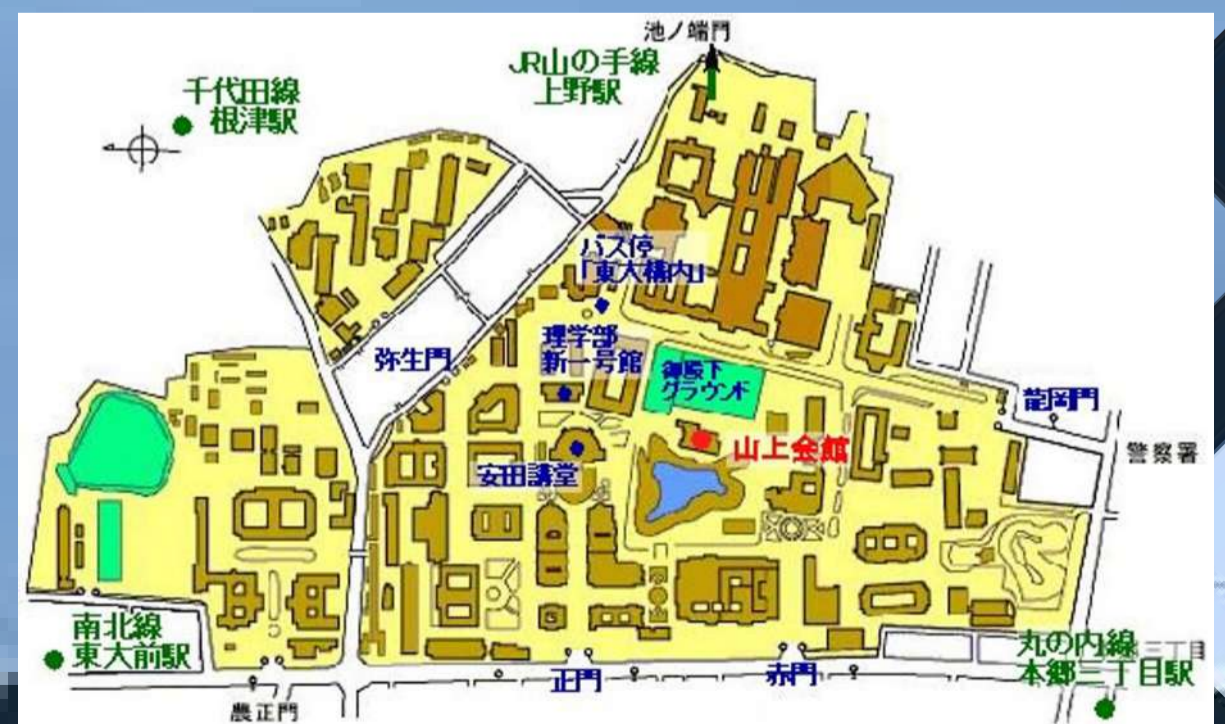 池ノ端門
JR山の手線
上野駅
千代田線
根津駅
バス停
「東大構内」
理学部
新一号館
弥生門
御殿下
グラウンド
龍岡門
山上会館
警察署
安田講堂
南北線
東大前駅
丸の内線
三丁目
本郷三丁目駅
正門
赤門
農正門